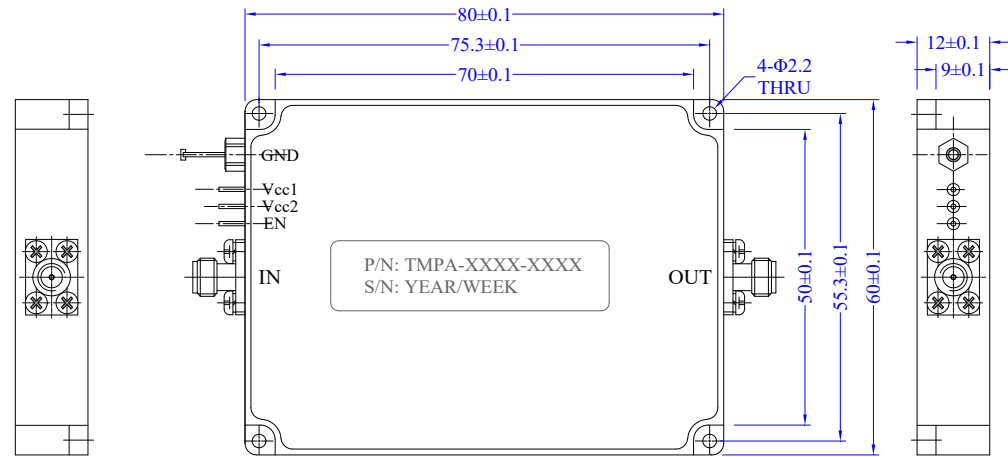 80±0.1
75.3±0.1
70±0.1
4-Φ2.2
THRU
12±0.1
9±0.1
GND
Vcc1
Vcc2
EN
IN
P/N: TMPA-XXXX-XXXX
S/N: YEAR/WEEK
OUT
50±0.1
55.3±0.1
60±0.1